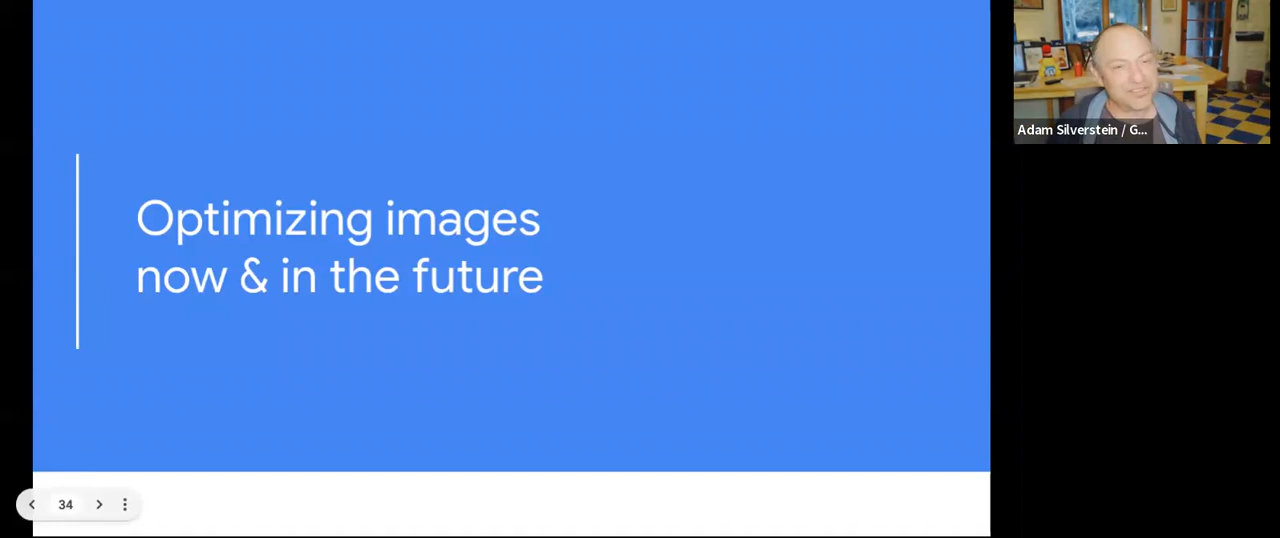 Optimizing images
now & in the future
Adam Silverstein / G...
34